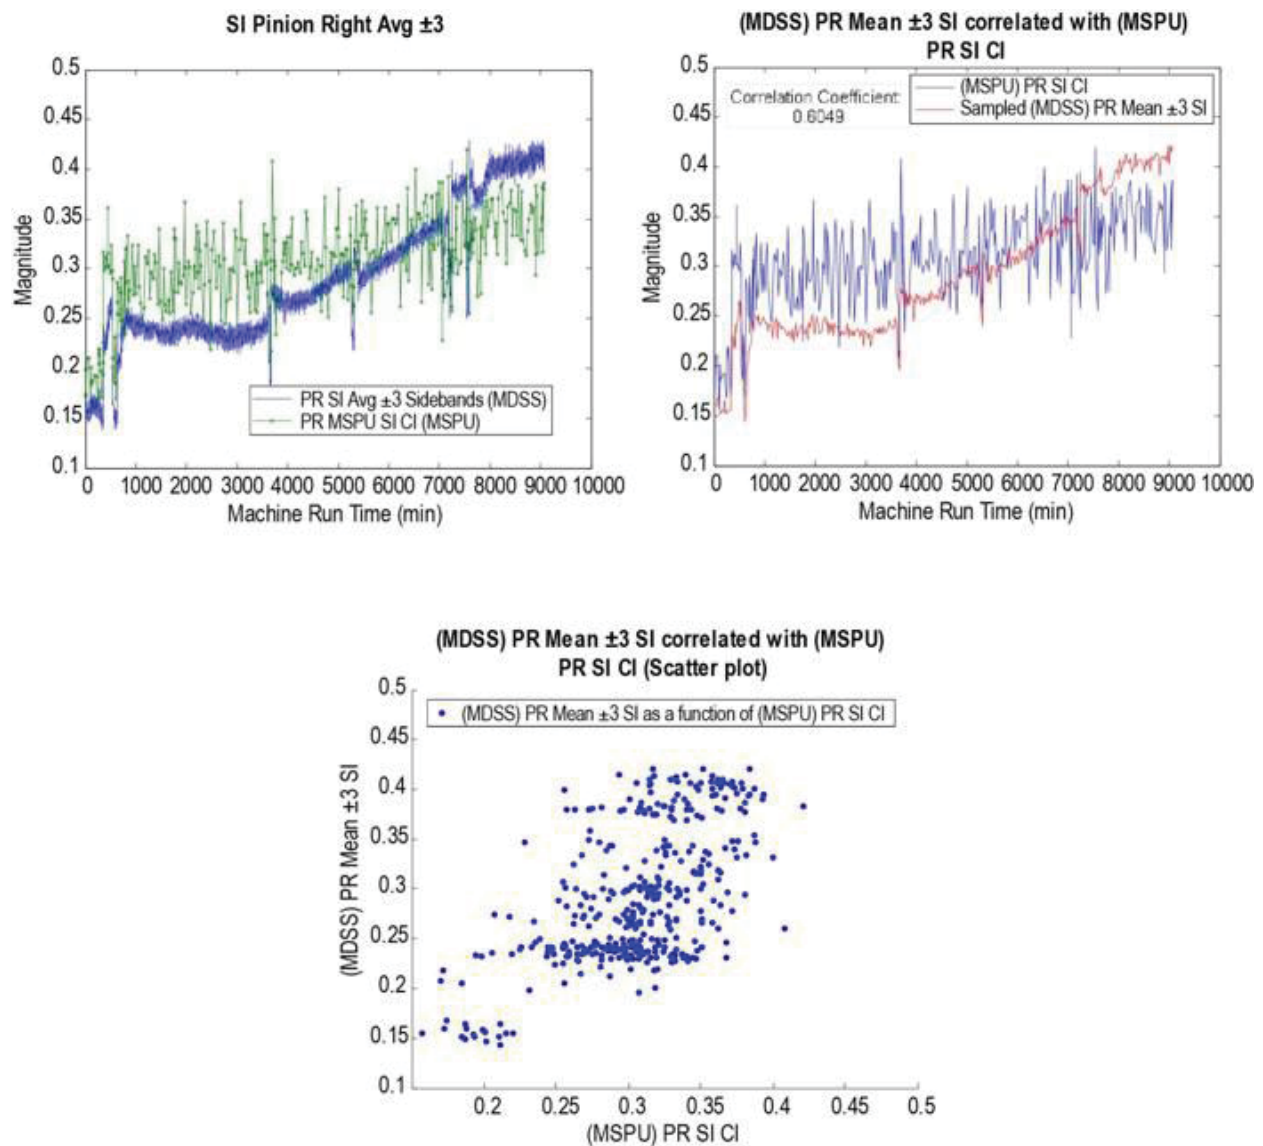 SI Pinion Right Avg ±3
0.5
0.45
0.4
0.35
0.3
0.25
0.2
0.15
0.1
Magnitude
PR SI Avg ±3 Sidebands (MDSS)
PR MSPU SI CI (MSPU)
0 1000 2000 3000 4000 5000 6000 7000 8000 9000 10000
Machine Run Time (min)
(MDSS) PR Mean ±3 SI correlated with (MSPU)
PR SI CI
0.5
0.45
0.4
0.35
0.3
0.25
0.2
0.15
0.1
Magnitude
Correlation Coefficient:
0.6049
(MSPU) PR SI CI
Sampled (MDSS) PR Mean ±3 SI
0 1000 2000 3000 4000 5000 6000 7000 8000 9000 10000
Machine Run Time (min)
(MDSS) PR Mean ±3 SI correlated with (MSPU)
PR SI CI (Scatter plot)
0.5
0.45
0.4
0.35
0.3
0.25
0.2
0.15
0.1
(MDSS) PR Mean ±3 SI
(MDSS) PR Mean ±3 SI as a function of (MSPU) PR SI CI
0.2 0.25 0.3 0.35 0.4 0.45 0.5
(MSPU) PR SI CI